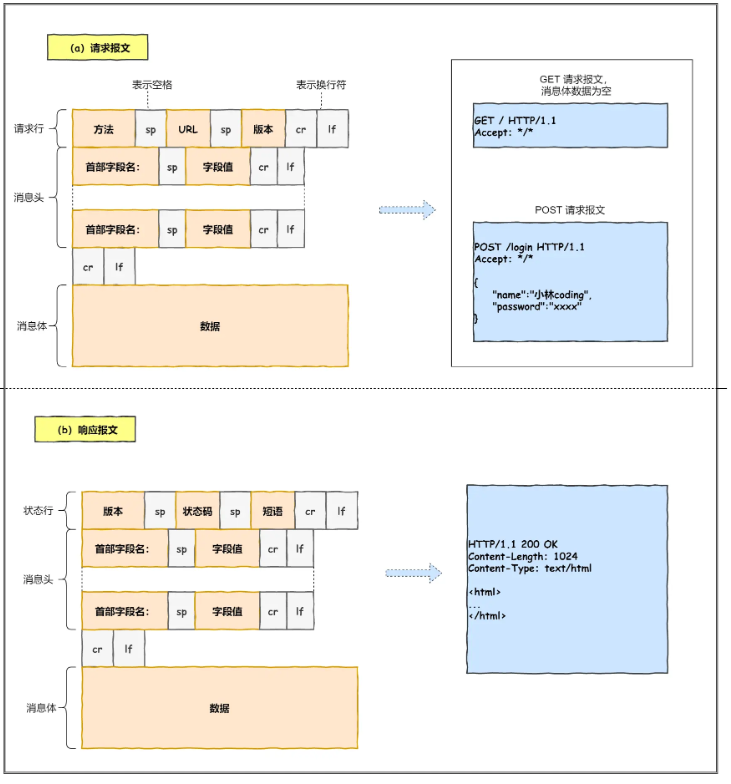 （a）请求报文
表示空格
表示换行符
请求行
方法
sp
URL
sp
版本
cr
lf
消息头
首部字段名：
sp
字段值
cr
lf
首部字段名：
sp
字段值
cr
lf
cr
lf
消息体
数据
GET 请求报文，
消息体数据为空
GET / HTTP/1.1
Accept: */*
POST 请求报文
POST /login HTTP/1.1
Accept: */*
{
"name":"小林coding",
"password":"xxxx"
}
（b）响应报文
状态行
版本
sp
状态码
sp
短语
cr
lf
消息头
首部字段名：
sp
字段值
cr
lf
首部字段名：
sp
字段值
cr
lf
cr
lf
消息体
数据
HTTP/1.1 200 OK
Content-Length: 1024
Content-Type: text/html
<html>
...
</html>